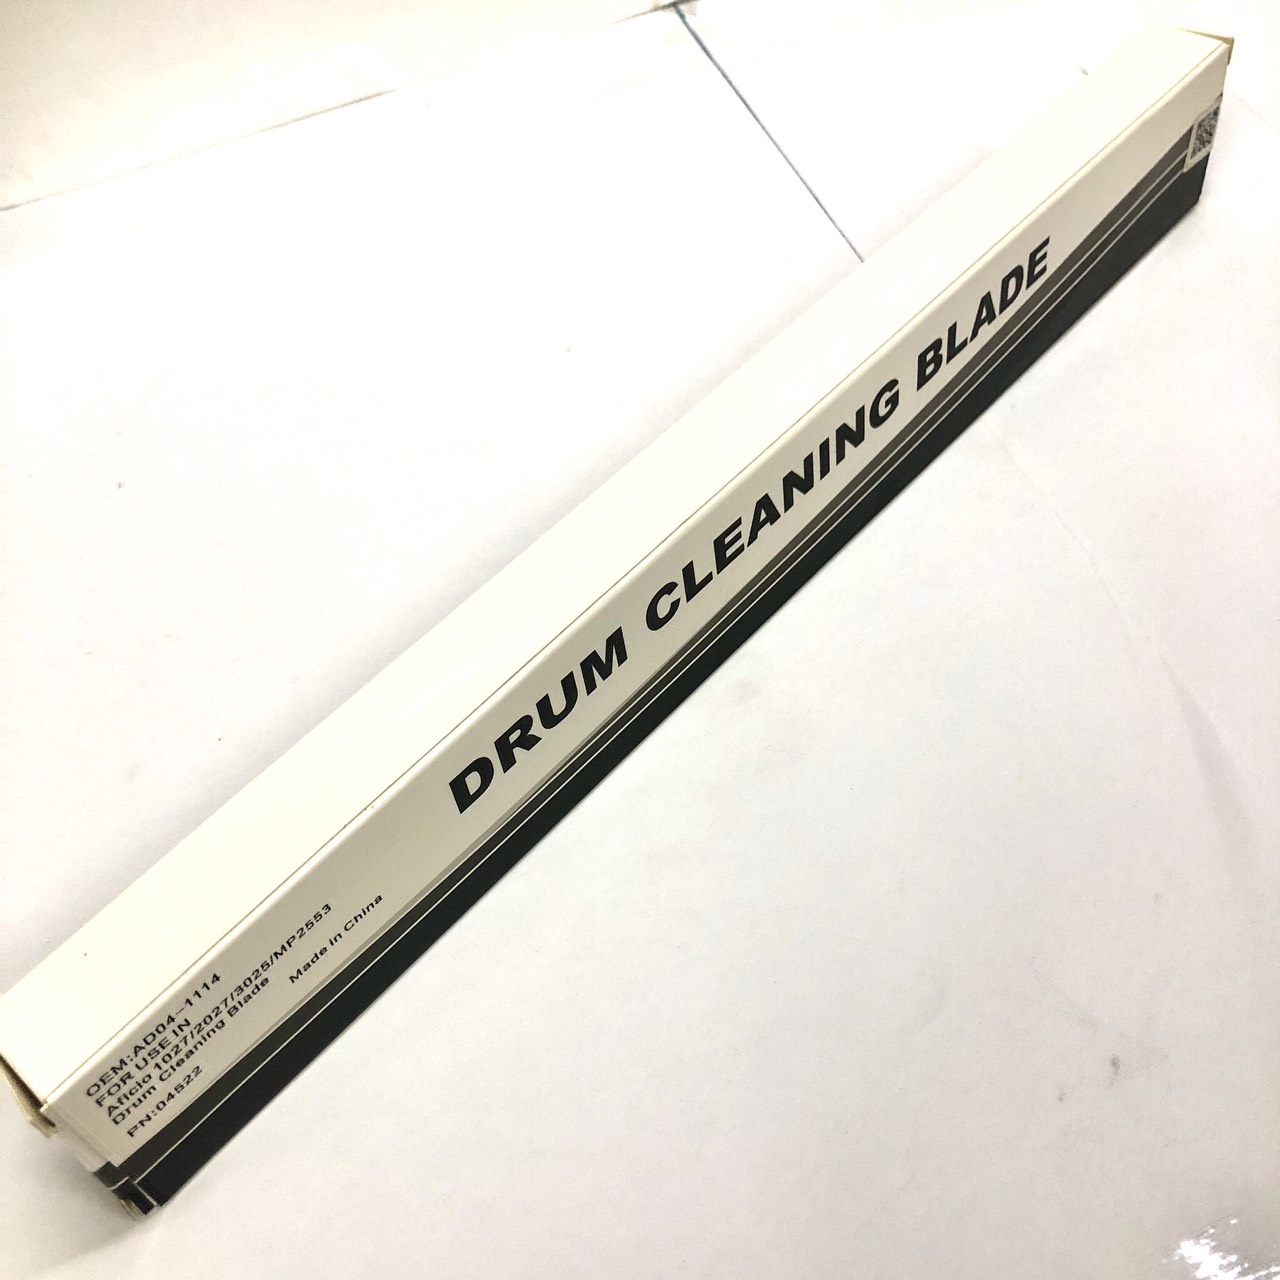 DRUM CLEANING BLADE
OEM:AD04-1114
FOR USE IN
Aficio 1027/2027/3025/MP2553
Drum Cleaning Blade Made in China
PN:04522